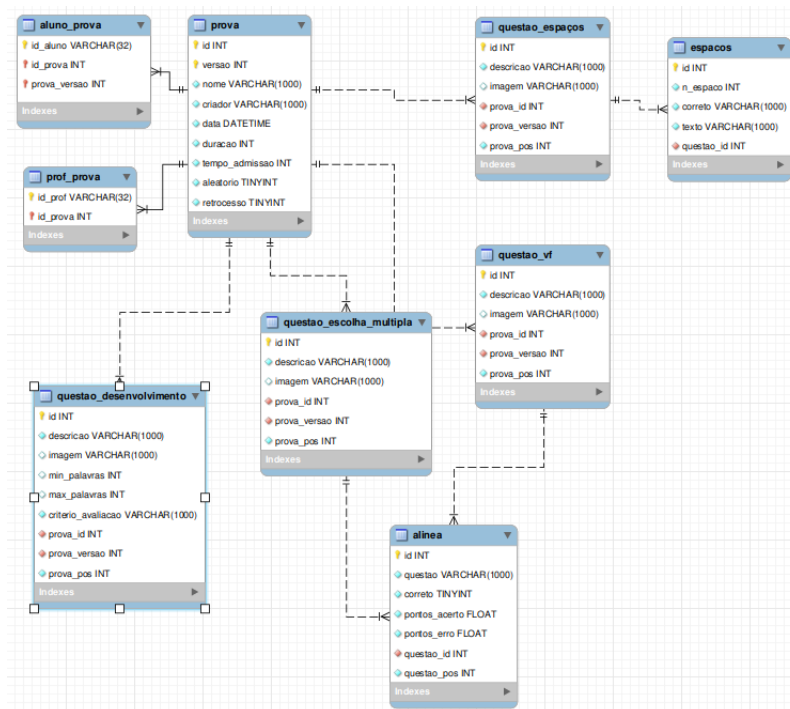 aluno_prova
id_aluno VARCHAR(32)
id_prova INT
prova_versao INT
Indexes
prova
id INT
versão INT
nome VARCHAR(1000)
criador VARCHAR(1000)
data DATETIME
duracao INT
tempo_admissao INT
aleatorio TINYINT
retrocesso TINYINT
Indexes
questao_espaços
id INT
descricao VARCHAR(1000)
imagem VARCHAR(1000)
prova_id INT
prova_versao INT
prova_pos INT
Indexes
espacos
id INT
n_espaco INT
correto VARCHAR(1000)
texto VARCHAR(1000)
questao_id INT
Indexes
prof_prova
id_prof VARCHAR(32)
id_prova INT
Indexes
questao_vf
id INT
descricao VARCHAR(1000)
imagem VARCHAR(1000)
prova_id INT
prova_versao INT
prova_pos INT
Indexes
questao_escolha_multipla
id INT
descricao VARCHAR(1000)
imagem VARCHAR(1000)
prova_id INT
prova_versao INT
prova_pos INT
Indexes
questao_desenvolvimento
id INT
descricao VARCHAR(1000)
imagem VARCHAR(1000)
min_palavras INT
max_palavras INT
criterio_avaliacao VARCHAR(1000)
prova_id INT
prova_versao INT
prova_pos INT
Indexes
alinea
id INT
questao VARCHAR(1000)
correto TINYINT
pontos_acerto FLOAT
pontos_erro FLOAT
questao_id INT
questao_pos INT
Indexes